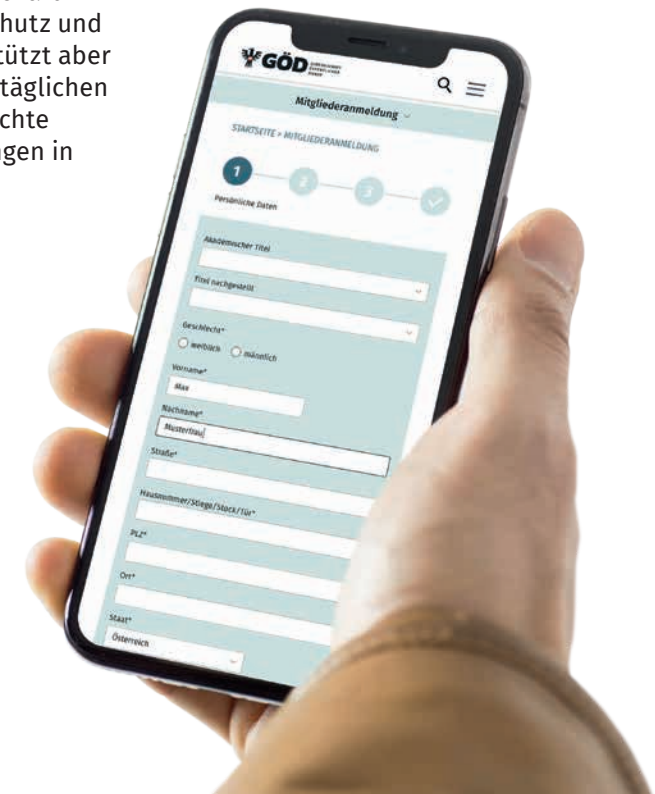 hutz und
tützt aber
täglichen
chte
ngen in
GÖD
Mitgliederanmeldung
STARTSEITE > MITGLIEDERANMELDUNG
1 2 3
Persönliche Daten
Akademischer Titel
Titel nachgestellt
Geschlecht*
weiblich männlich
Vorname*
Max
Nachname*
Musterfrau
Straße*
Hausnummer/Stiege/Stock/Tür*
PLZ*
Ort*
Staat*
Österreich